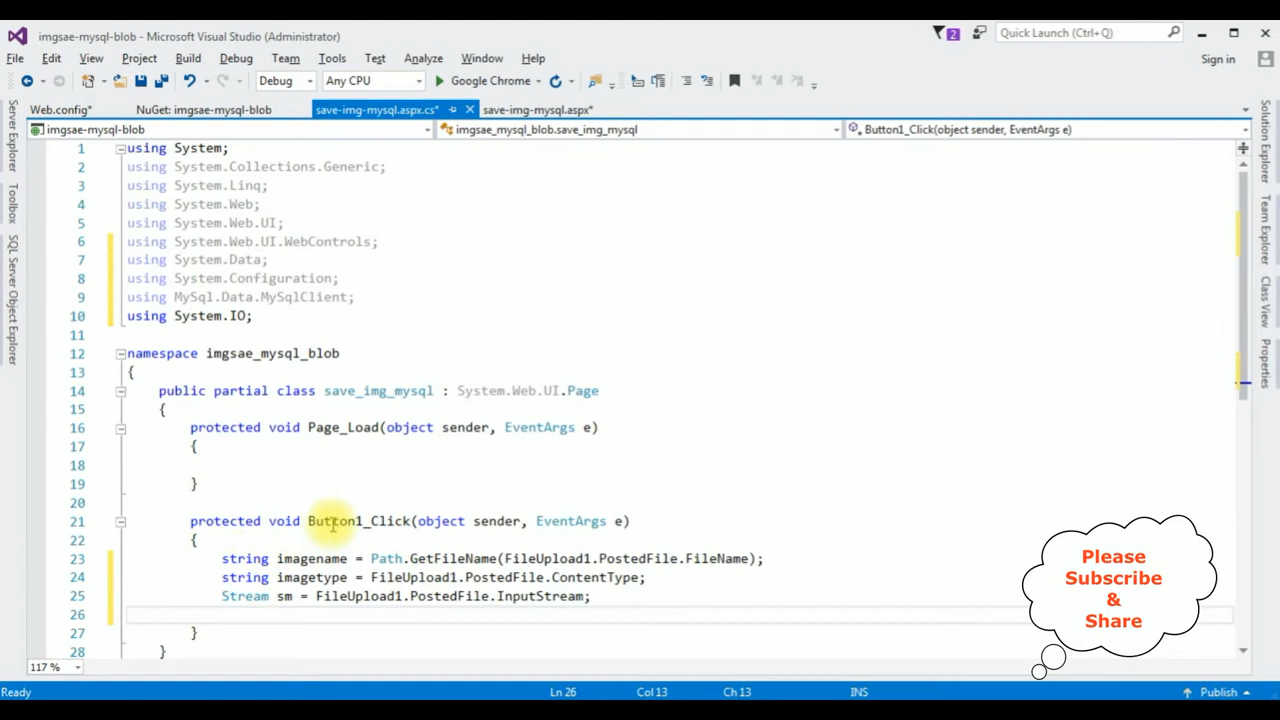 imgsae-mysql-blob - Microsoft Visual Studio (Administrator)
2
Quick Launch (Ctrl+Q)
File Edit View Project Build Debug Team Tools Test Analyze Window Help
Sign in
Debug
Any CPU
Google Chrome
Web.config*
NuGet: imgsae-mysql-blob
save-img-mysql.aspx.cs*
save-img-mysql.aspx*
imgsae-mysql-blob
imgsae_mysql_blob.save_img_mysql
Button1_Click(object sender, EventArgs e)
Server Explorer
Toolbox
SQL Server Object Explorer
Solution Explorer
Team Explorer
Class View
Properties
1 using System;
2 using System.Collections.Generic;
3 using System.Linq;
4 using System.Web;
5 using System.Web.UI;
6 using System.Web.UI.WebControls;
7 using System.Data;
8 using System.Configuration;
9 using MySql.Data.MySqlClient;
10 using System.IO;
11
12 namespace imgsae_mysql_blob
13 {
14 public partial class save_img_mysql : System.Web.UI.Page
15 {
16 protected void Page_Load(object sender, EventArgs e)
17 {
18
19 }
20
21 protected void Button1_Click(object sender, EventArgs e)
22 {
23 string imagename = Path.GetFileName(FileUpload1.PostedFile.FileName);
24 string imagetype = FileUpload1.PostedFile.ContentType;
25 Stream sm = FileUpload1.PostedFile.InputStream;
26
27 }
28 }
Please
Subscribe
&
Share
117 %
Ready
Ln 26
Col 13
Ch 13
INS
Publish